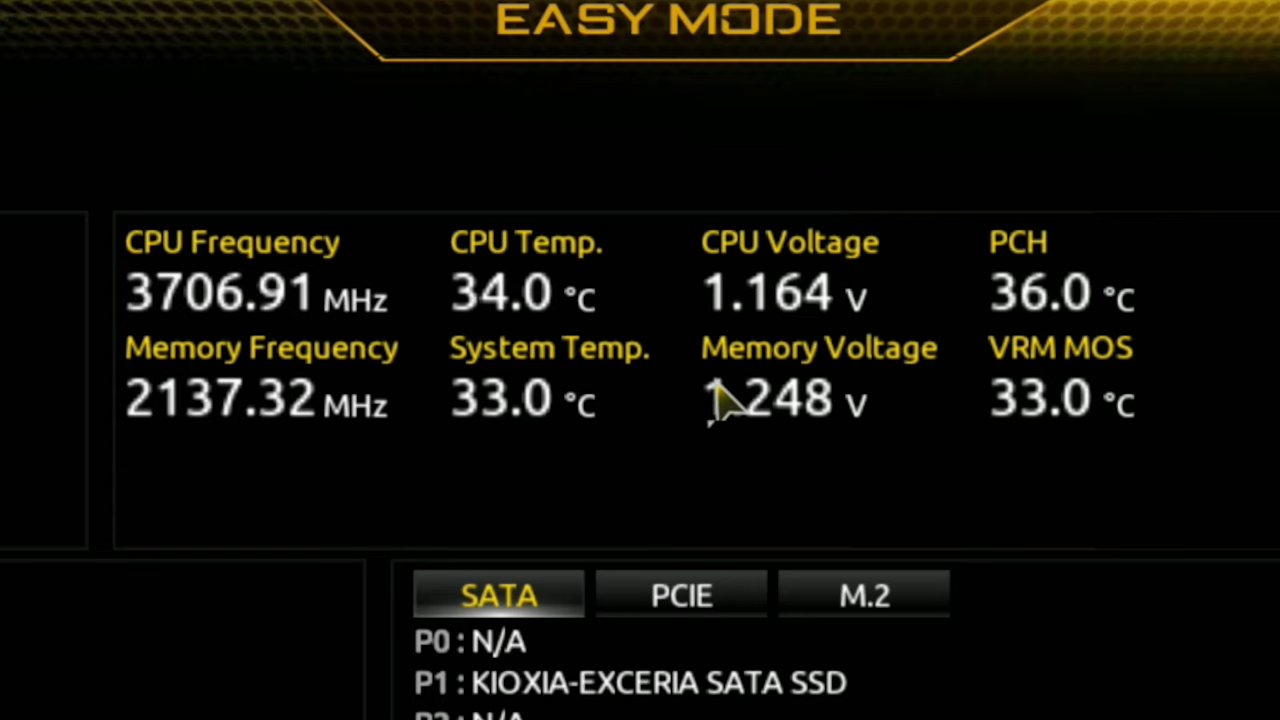 EASY MODE
CPU Frequency CPU Temp. CPU Voltage PCH
3706.91 MHz 34.0 °C 1.164 V 36.0 °C
Memory Frequency System Temp. Memory Voltage VRM MOS
2137.32 MHz 33.0 °C 1.248 V 33.0 °C
SATA PCIE M.2
P0 : N/A
P1 : KIOXIA-EXCERIA SATA SSD
P2 : N/A